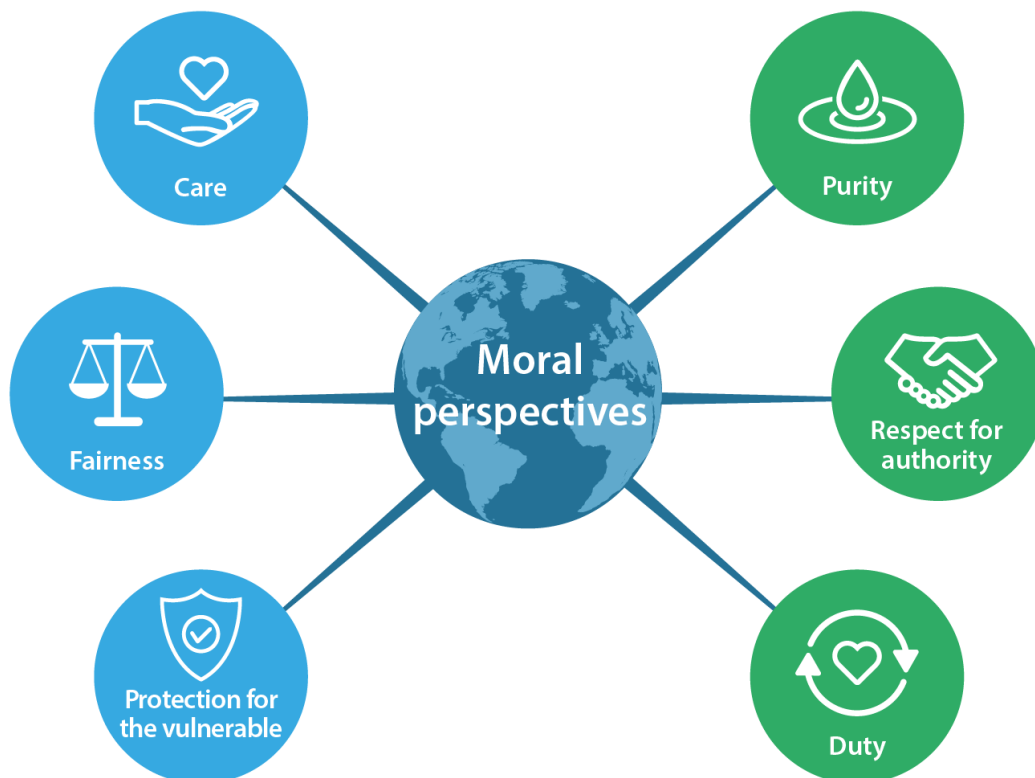 Care
Purity
Moral
perspectives
Fairness
Respect for
authority
Protection for
the vulnerable
Duty